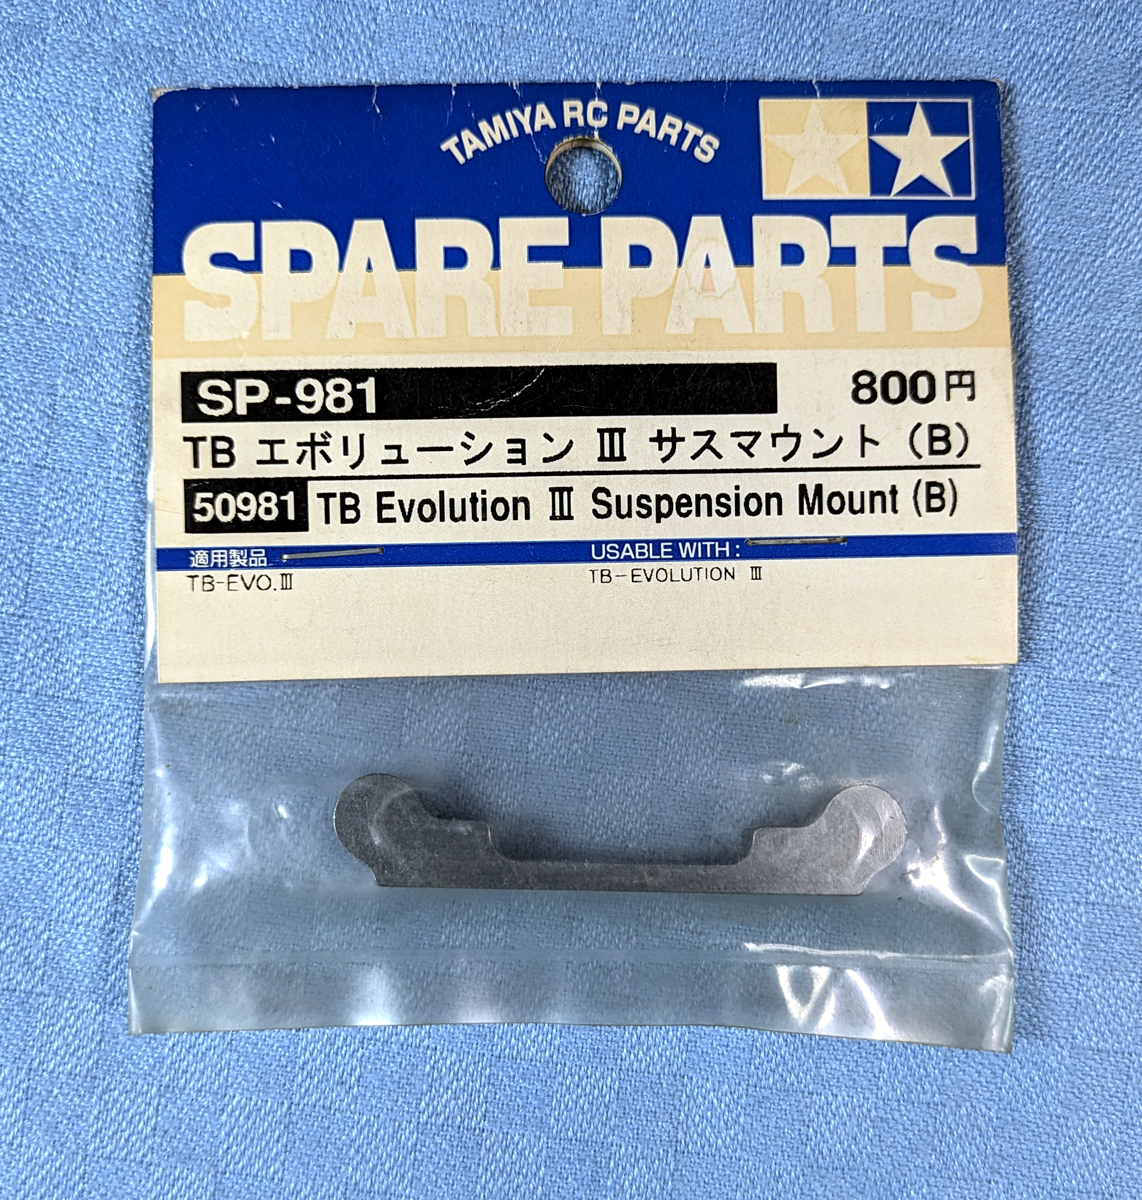 TAMIYA RC PARTS
SPARE PARTS
SP-981 800円
TB エボリューション Ⅲ サスマウント (B)
50981 TB Evolution Ⅲ Suspension Mount (B)
適用製品 USABLE WITH :
TB-EVO.Ⅲ TB-EVOLUTION Ⅲ